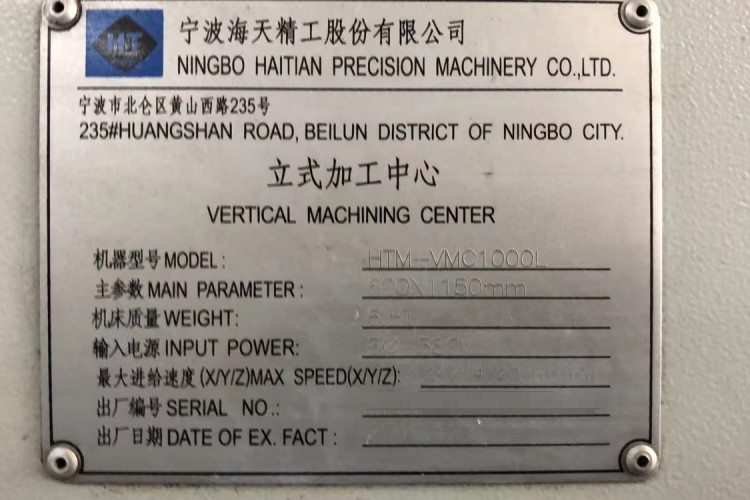 HT
宁波海天精工股份有限公司
NINGBO HAITIAN PRECISION MACHINERY CO.,LTD.
宁波市北仑区黄山西路235号
235#HUANGSHAN ROAD, BEILUN DISTRICT OF NINGBO CITY.
立式加工中心
VERTICAL MACHINING CENTER
机器型号 MODEL: HTM-VMC1000L
主参数 MAIN PARAMETER: 600X1150mm
机床质量 WEIGHT:
输入电源 INPUT POWER: 380V
最大进给速度(X/Y/Z) MAX SPEED(X/Y/Z):
出厂编号 SERIAL NO.:
出厂日期 DATE OF EX. FACT: